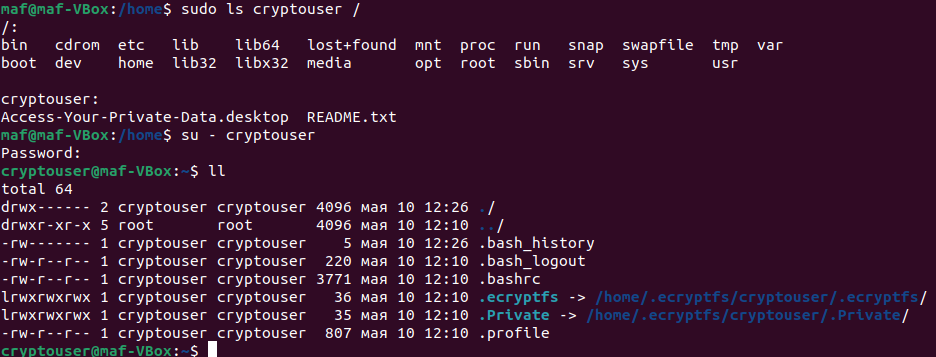 maf@maf-VBox:/home$ sudo ls cryptouser /
/:
bin cdrom etc lib lib64 lost+found mnt proc run snap swapfile tmp var
boot dev home lib32 libx32 media opt root sbin srv sys usr
cryptouser:
Access-Your-Private-Data.desktop README.txt
maf@maf-VBox:/home$ su - cryptouser
Password:
cryptouser@maf-VBox:~$ ll
total 64
drwx------ 2 cryptouser cryptouser 4096 мая 10 12:26 ./
drwxr-xr-x 5 root root 4096 мая 10 12:10 ../
-rw------- 1 cryptouser cryptouser 5 мая 10 12:26 .bash_history
-rw-r--r-- 1 cryptouser cryptouser 220 мая 10 12:10 .bash_logout
-rw-r--r-- 1 cryptouser cryptouser 3771 мая 10 12:10 .bashrc
lrwxrwxrwx 1 cryptouser cryptouser 36 мая 10 12:10 .ecryptfs -> /home/.ecryptfs/cryptouser/.ecryptfs/
lrwxrwxrwx 1 cryptouser cryptouser 35 мая 10 12:10 .Private -> /home/.ecryptfs/cryptouser/.Private/
-rw-r--r-- 1 cryptouser cryptouser 807 мая 10 12:10 .profile
cryptouser@maf-VBox:~$